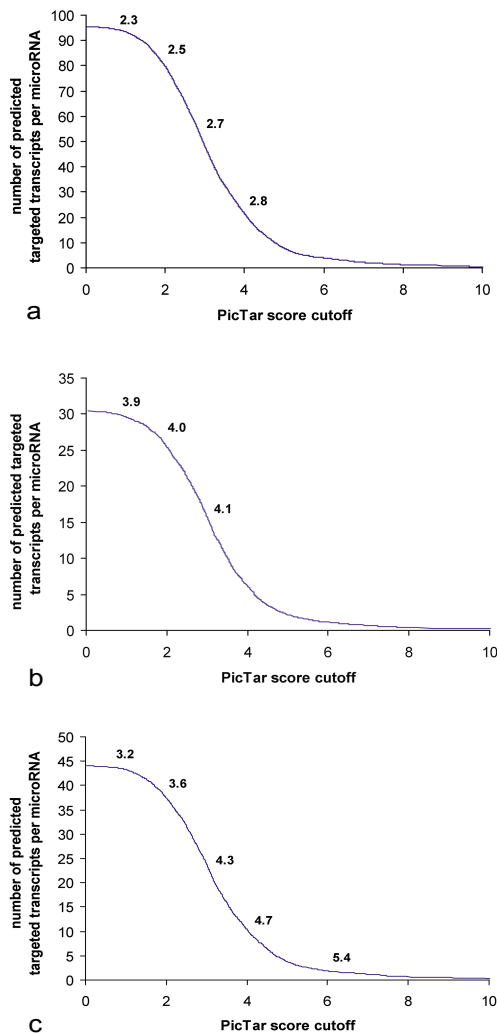 number of predicted
targeted transcripts per microRNA
100
90
80
70
60
50
40
30
20
10
0
2.3
2.5
2.7
2.8
0 2 4 6 8 10
PicTar score cutoff
a
number of predicted targeted
transcripts per microRNA
35
30
25
20
15
10
5
0
3.9
4.0
4.1
0 2 4 6 8 10
PicTar score cutoff
b
number of predicted
targeted transcripts per microRNA
50
45
40
35
30
25
20
15
10
5
0
3.2
3.6
4.3
4.7
5.4
0 2 4 6 8 10
PicTar score cutoff
c